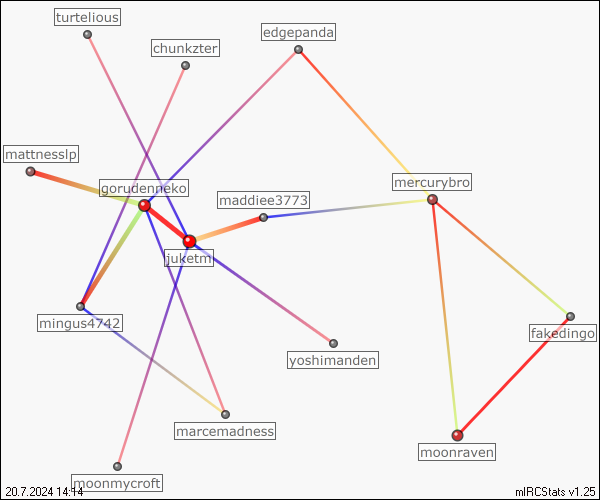 turtelious
chunkzter
edgepanda
mattnesslp
gorudenneko
maddiee3773
mercurybro
juketm
mingus4742
yoshimanden
fakedingo
marcemadness
moonraven
moonmycroft
20.7.2024 14:14
mIRCStats v1.25